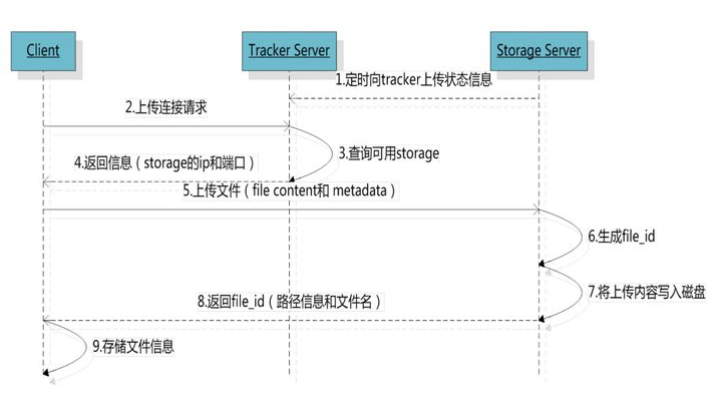 Client
Tracker Server
Storage Server
1.定时向tracker上传状态信息
2.上传连接请求
3.查询可用storage
4.返回信息（storage的ip和端口）
5.上传文件（file content和 metadata）
6.生成file_id
7.将上传内容写入磁盘
8.返回file_id（路径信息和文件名）
9.存储文件信息